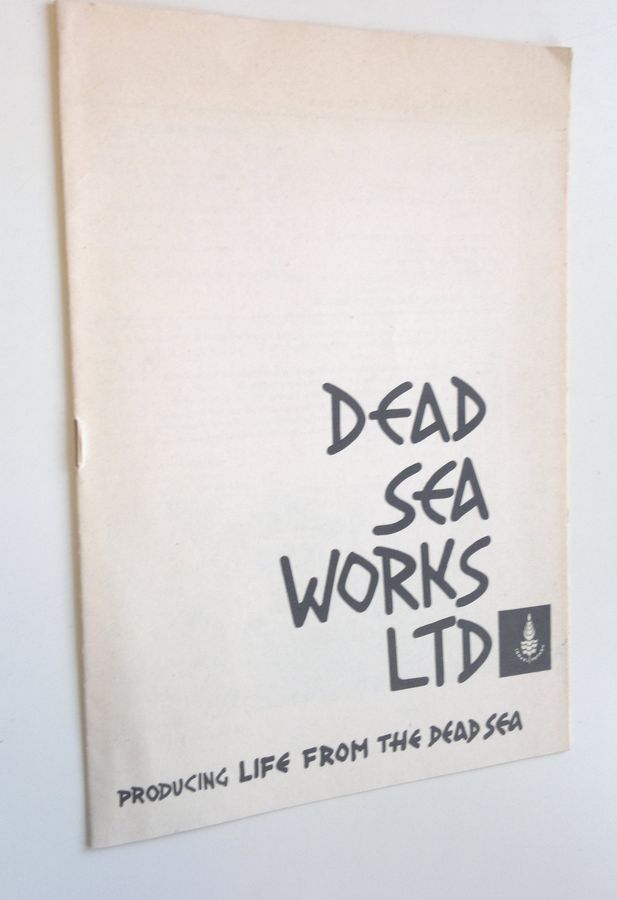 DEAD
SEA
WORKS
LTD
PRODUCING LIFE FROM THE DEAD SEA